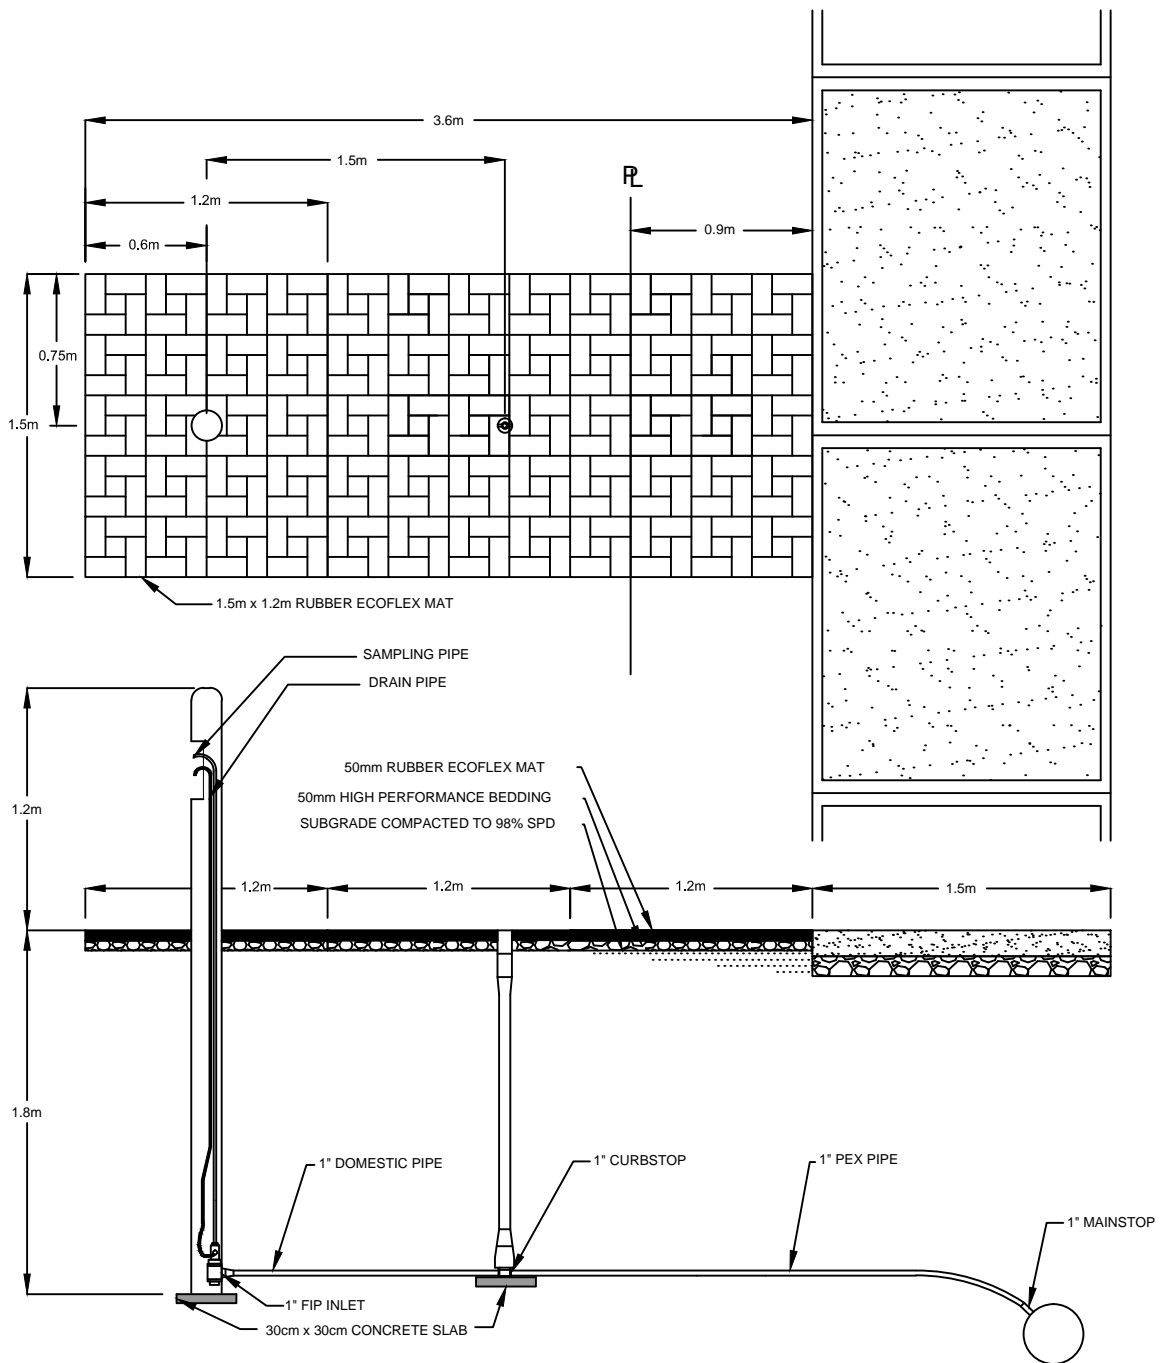 3.6m
1.5m
PL
1.2m
0.9m
0.6m
0.75m
1.5m
1.5m x 1.2m RUBBER ECOFLEX MAT
SAMPLING PIPE
DRAIN PIPE
50mm RUBBER ECOFLEX MAT
50mm HIGH PERFORMANCE BEDDING
SUBGRADE COMPACTED TO 98% SPD
1.2m
1.2m
1.2m
1.2m
1.5m
1.8m
1" DOMESTIC PIPE
1" CURBSTOP
1" PEX PIPE
1" MAINSTOP
1" FIP INLET
30cm x 30cm CONCRETE SLAB